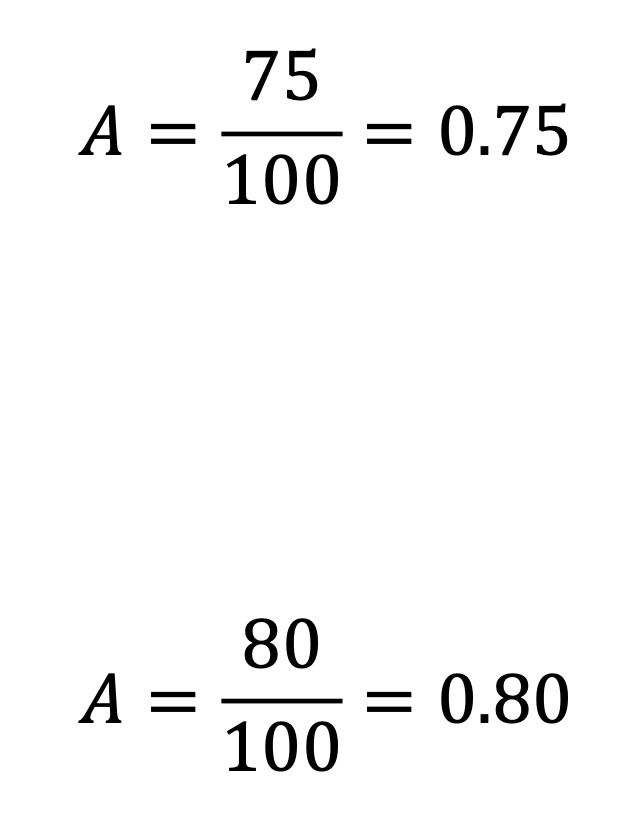 A = 75/100 = 0.75
A = 80/100 = 0.80